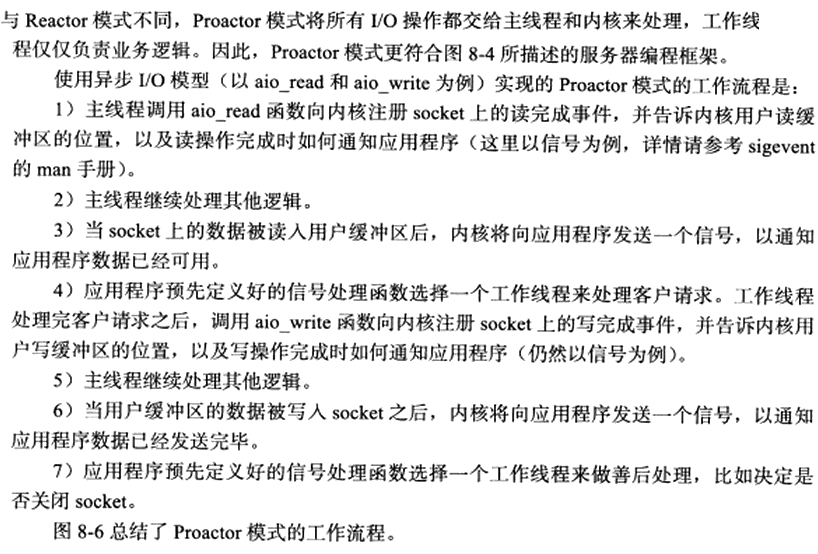 与 Reactor 模式不同，Proactor 模式将所有 I/O 操作都交给主线程和内核来处理，工作线
程仅仅负责业务逻辑。因此，Proactor 模式更符合图 8-4 所描述的服务器编程框架。
使用异步 I/O 模型（以 aio_read 和 aio_write 为例）实现的 Proactor 模式的工作流程是：
1）主线程调用 aio_read 函数向内核注册 socket 上的读完成事件，并告诉内核用户读缓
冲区的位置，以及读操作完成时如何通知应用程序（这里以信号为例，详情请参考 sigevent
的 man 手册）。
2）主线程继续处理其他逻辑。
3）当 socket 上的数据被读入用户缓冲区后，内核将向应用程序发送一个信号，以通知
应用程序数据已经可用。
4）应用程序预先定义好的信号处理函数选择一个工作线程来处理客户请求。工作线程
处理完客户请求之后，调用 aio_write 函数向内核注册 socket 上的写完成事件，并告诉内核用
户写缓冲区的位置，以及写操作完成时如何通知应用程序（仍然以信号为例）。
5）主线程继续处理其他逻辑。
6）当用户缓冲区的数据被写入 socket 之后，内核将向应用程序发送一个信号，以通知
应用程序数据已经发送完毕。
7）应用程序预先定义好的信号处理函数选择一个工作线程来做善后处理，比如决定是
否关闭 socket。
图 8-6 总结了 Proactor 模式的工作流程。